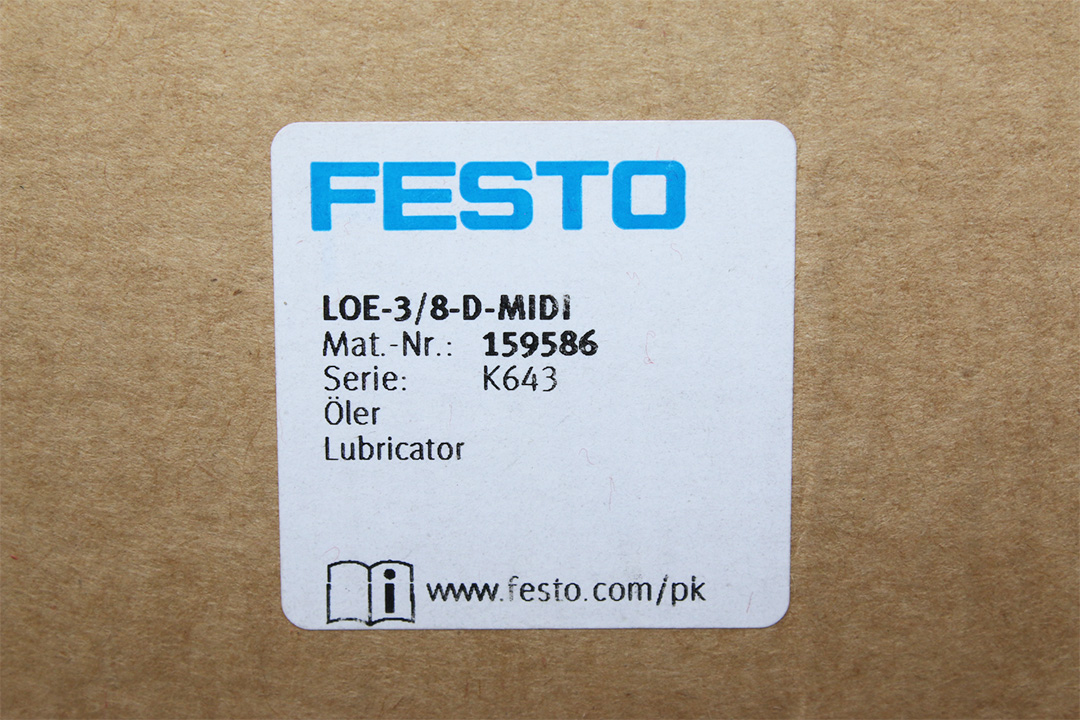 FESTO
LOE-3/8-D-MIDI
Mat.-Nr.: 159586
Serie: K643
Öler
Lubricator
i www.festo.com/pk